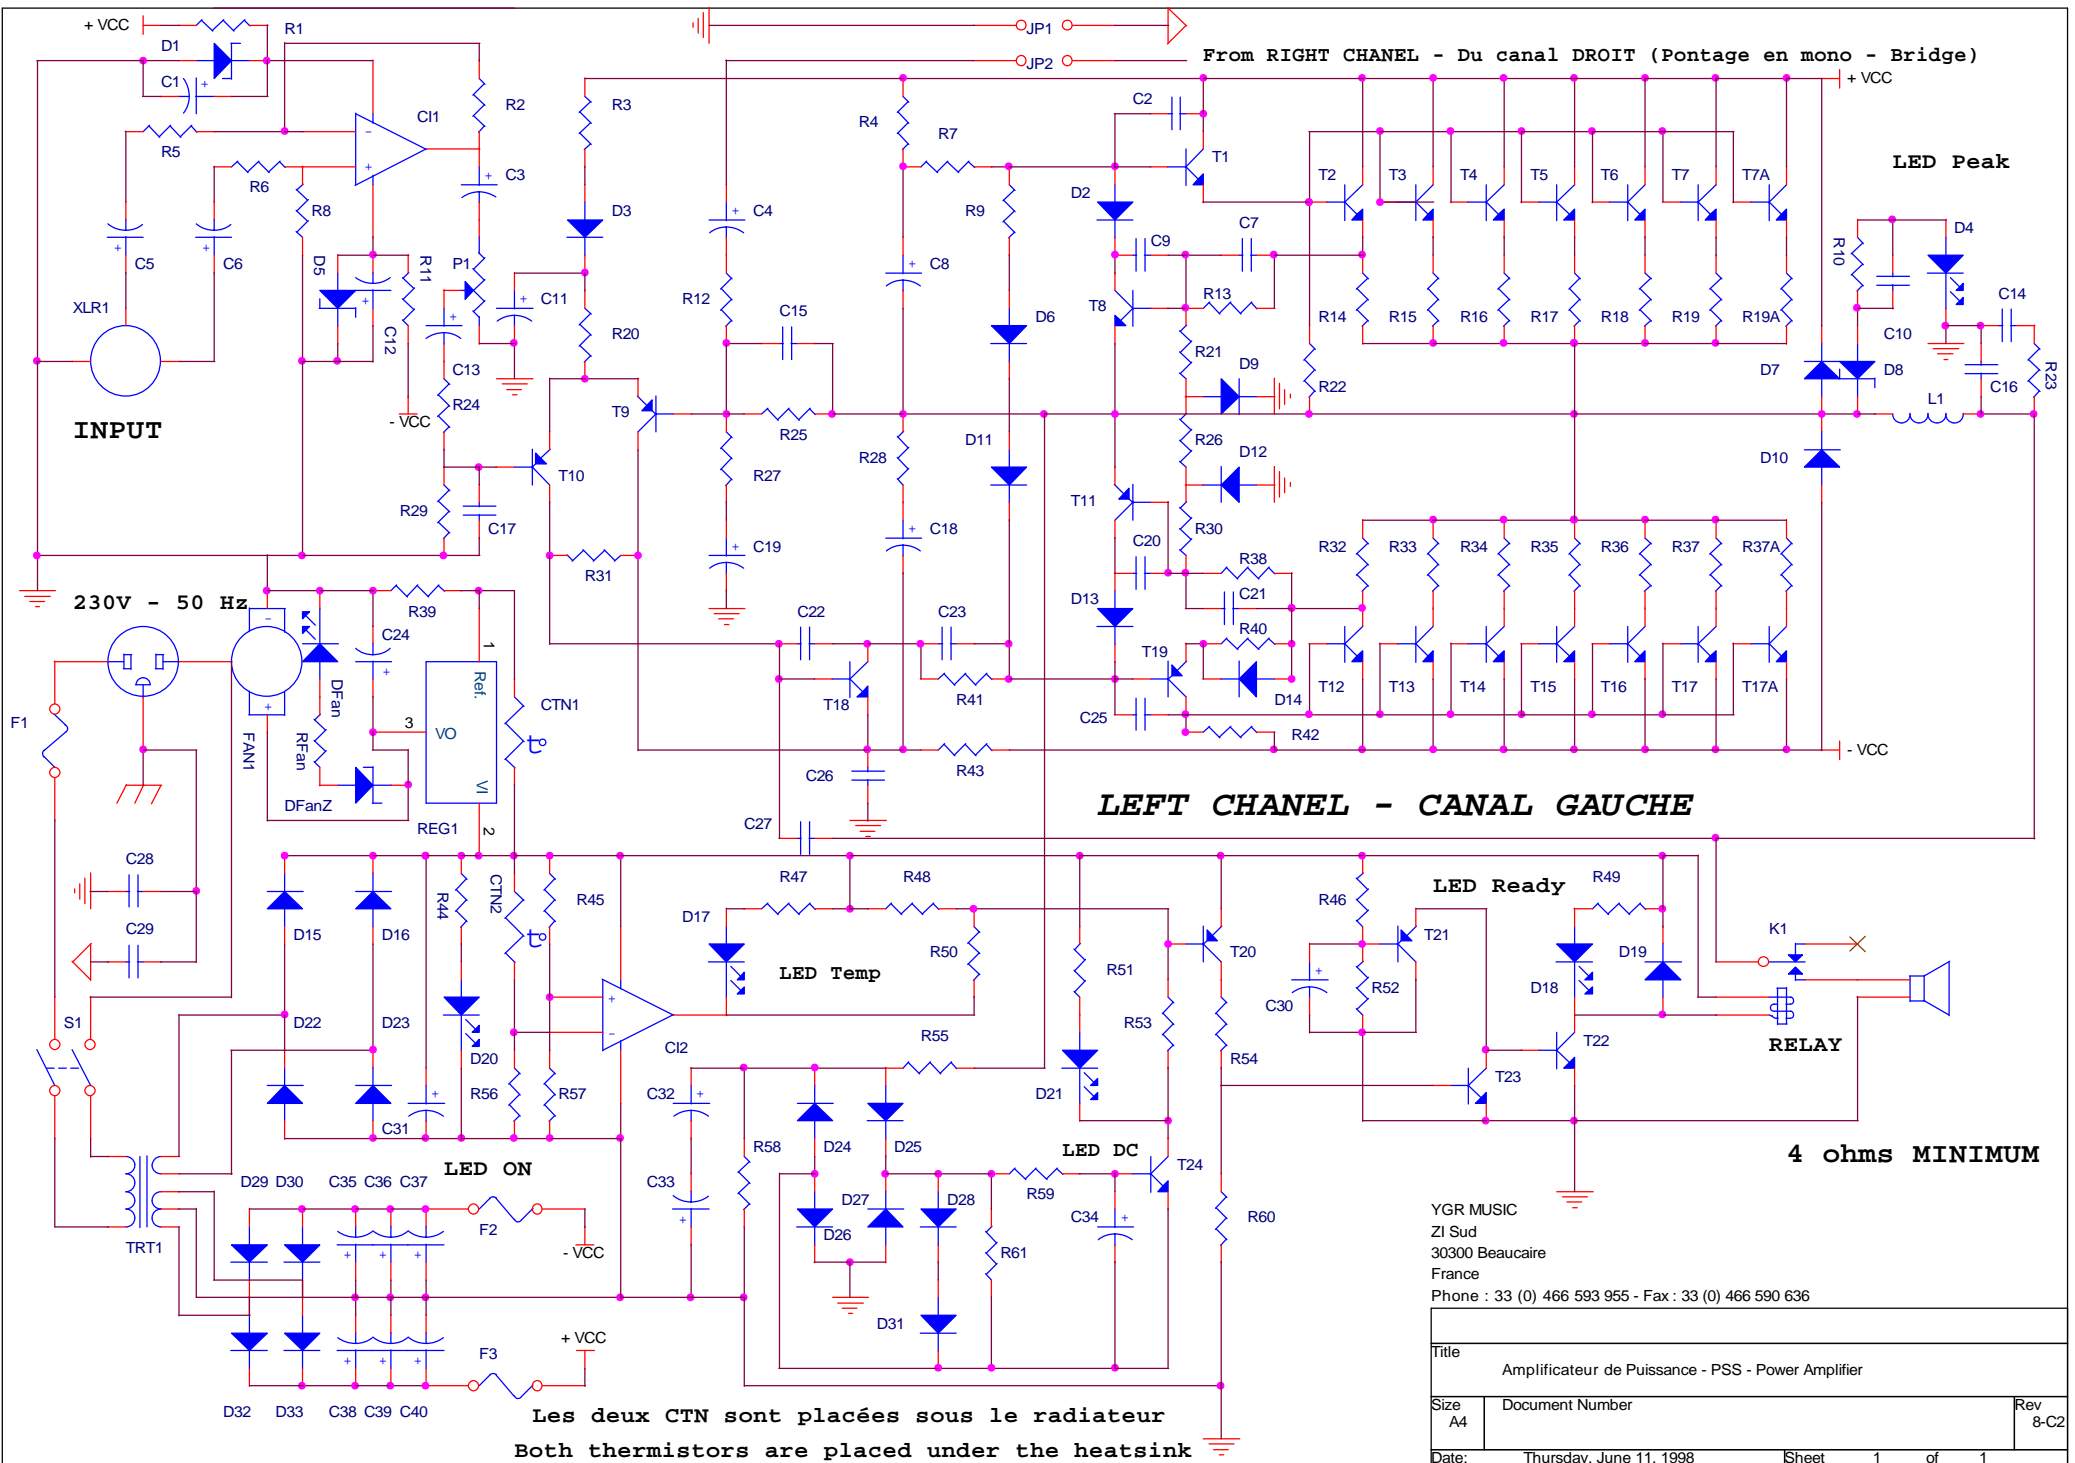 + VCC
R1
JP1
D1
JP2
From RIGHT CHANEL - Du canal DROIT (Pontage en mono - Bridge)
+ VCC
C1
R2
R3
C2
CI1
R4
R7
R5
T1
LED Peak
R6
C3
T2
T3
T4
T5
T6
T7
T7A
R8
D3
C4
R9
D2
C7
D4
C9
R10
C5
C6
D5
R11
P1
C8
C14
XLR1
C11
R12
C15
D6
T8
R13
R14
R15
R16
R17
R18
R19
R19A
C12
R20
C10
C13
R21
D9
R22
D7
D8
C16
R23
R24
T9
L1
- VCC
INPUT
R25
D11
R26
R28
D12
D10
T10
R27
T11
R29
C17
C18
R30
C19
C20
R32
R33
R34
R35
R36
R37
R37A
R31
R38
230V - 50 Hz
R39
C21
C22
C23
D13
C24
R40
1
T19
Ref.
F1
DFan
CTN1
T18
R41
D14
T12
T13
T14
T15
T16
T17
T17A
3
VO
t°
C25
FAN1
RFan
R42
- VCC
C26
R43
VI
DFanZ
LEFT CHANEL - CANAL GAUCHE
REG1
2
C27
C28
R47
R48
R49
CTN2
R45
R46
LED Ready
R44
D17
C29
D15
D16
t°
K1
T21
R50
T20
D19
LED Temp
R51
R52
D18
C30
S1
D22
D23
R53
CI2
R55
T22
RELAY
D20
R54
T23
R56
R57
C32
D21
C31
R58
D24
D25
LED DC
LED ON
T24
4 ohms MINIMUM
D29
D30
C35
C36
C37
C33
R59
D27
D28
YGR MUSIC
F2
D26
C34
R60
ZI Sud
TRT1
- VCC
R61
30300 Beaucaire
France
Phone : 33 (0) 466 593 955 - Fax : 33 (0) 466 590 636
D31
+ VCC
F3
Title
Amplificateur de Puissance - PSS - Power Amplifier
D32
D33
C38
C39
C40
Les deux CTN sont placées sous le radiateur
Size
Document Number
Rev
A4
8-C2
Both thermistors are placed under the heatsink
Date:
Thursday, June 11, 1998
Sheet
1
of
1